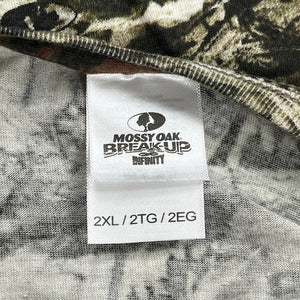 MOSSY OAK
BREAK-UP
INFINITY
2XL / 2TG / 2EG